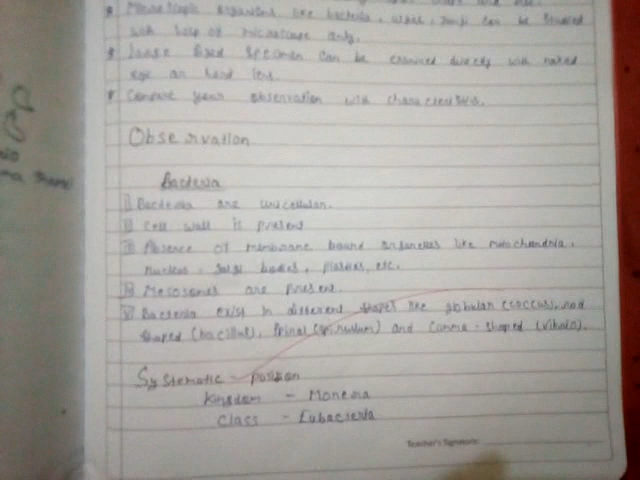 * Microscopic organisms like bacteria, , fungi can be studied
with help of microscope only.
* Large sized specimen can be examined directly with naked
eye or hand lens.
* Compare your observation with characteristics.
Observation
Bacteria
I Bacteria are unicellular.
II Cell wall is present
III Absence of membrane bound organelles like mitochondria,
nucleus, golgi bodies, plastids, etc.
IV Mesosomes are present.
V Bacteria exist in different shapes like globular (coccus), rod
shaped (bacillus), spiral (spirullum) and Comma - shaped (Vibrio).
Systematic - position
Kingdom - Monera
Class - Eubacteria
Teacher's Signature: